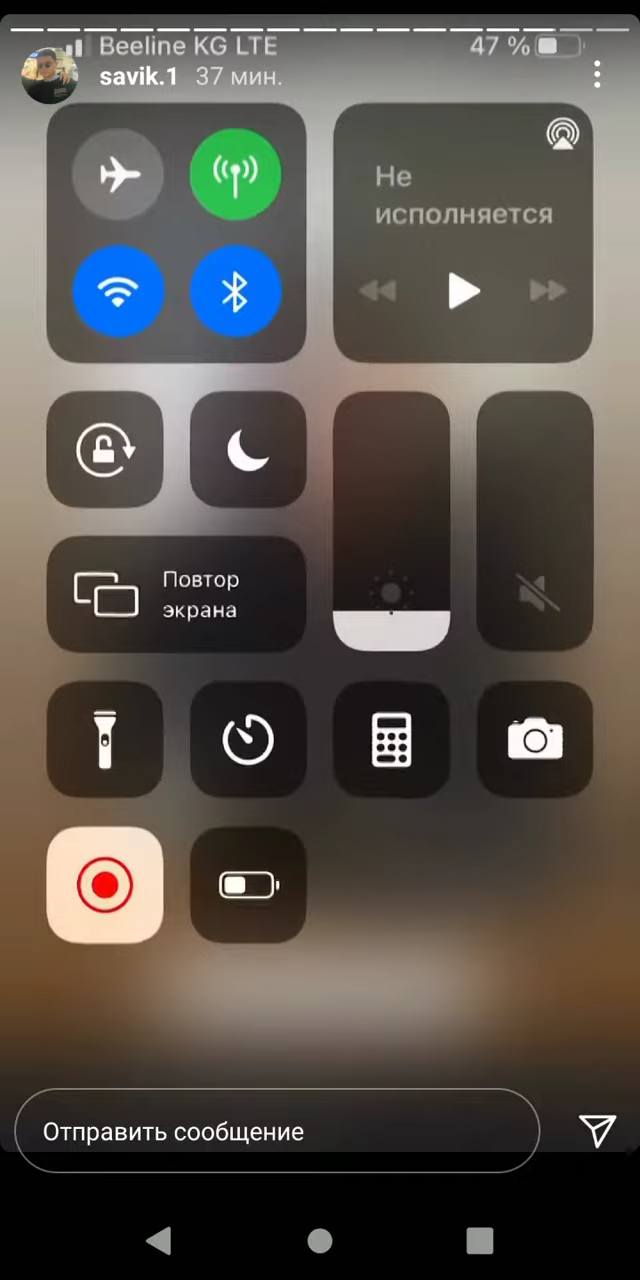 Beeline KG LTE 47 %
savik.1 37 мин.
Не
исполняется
Повтор
экрана
Отправить сообщение